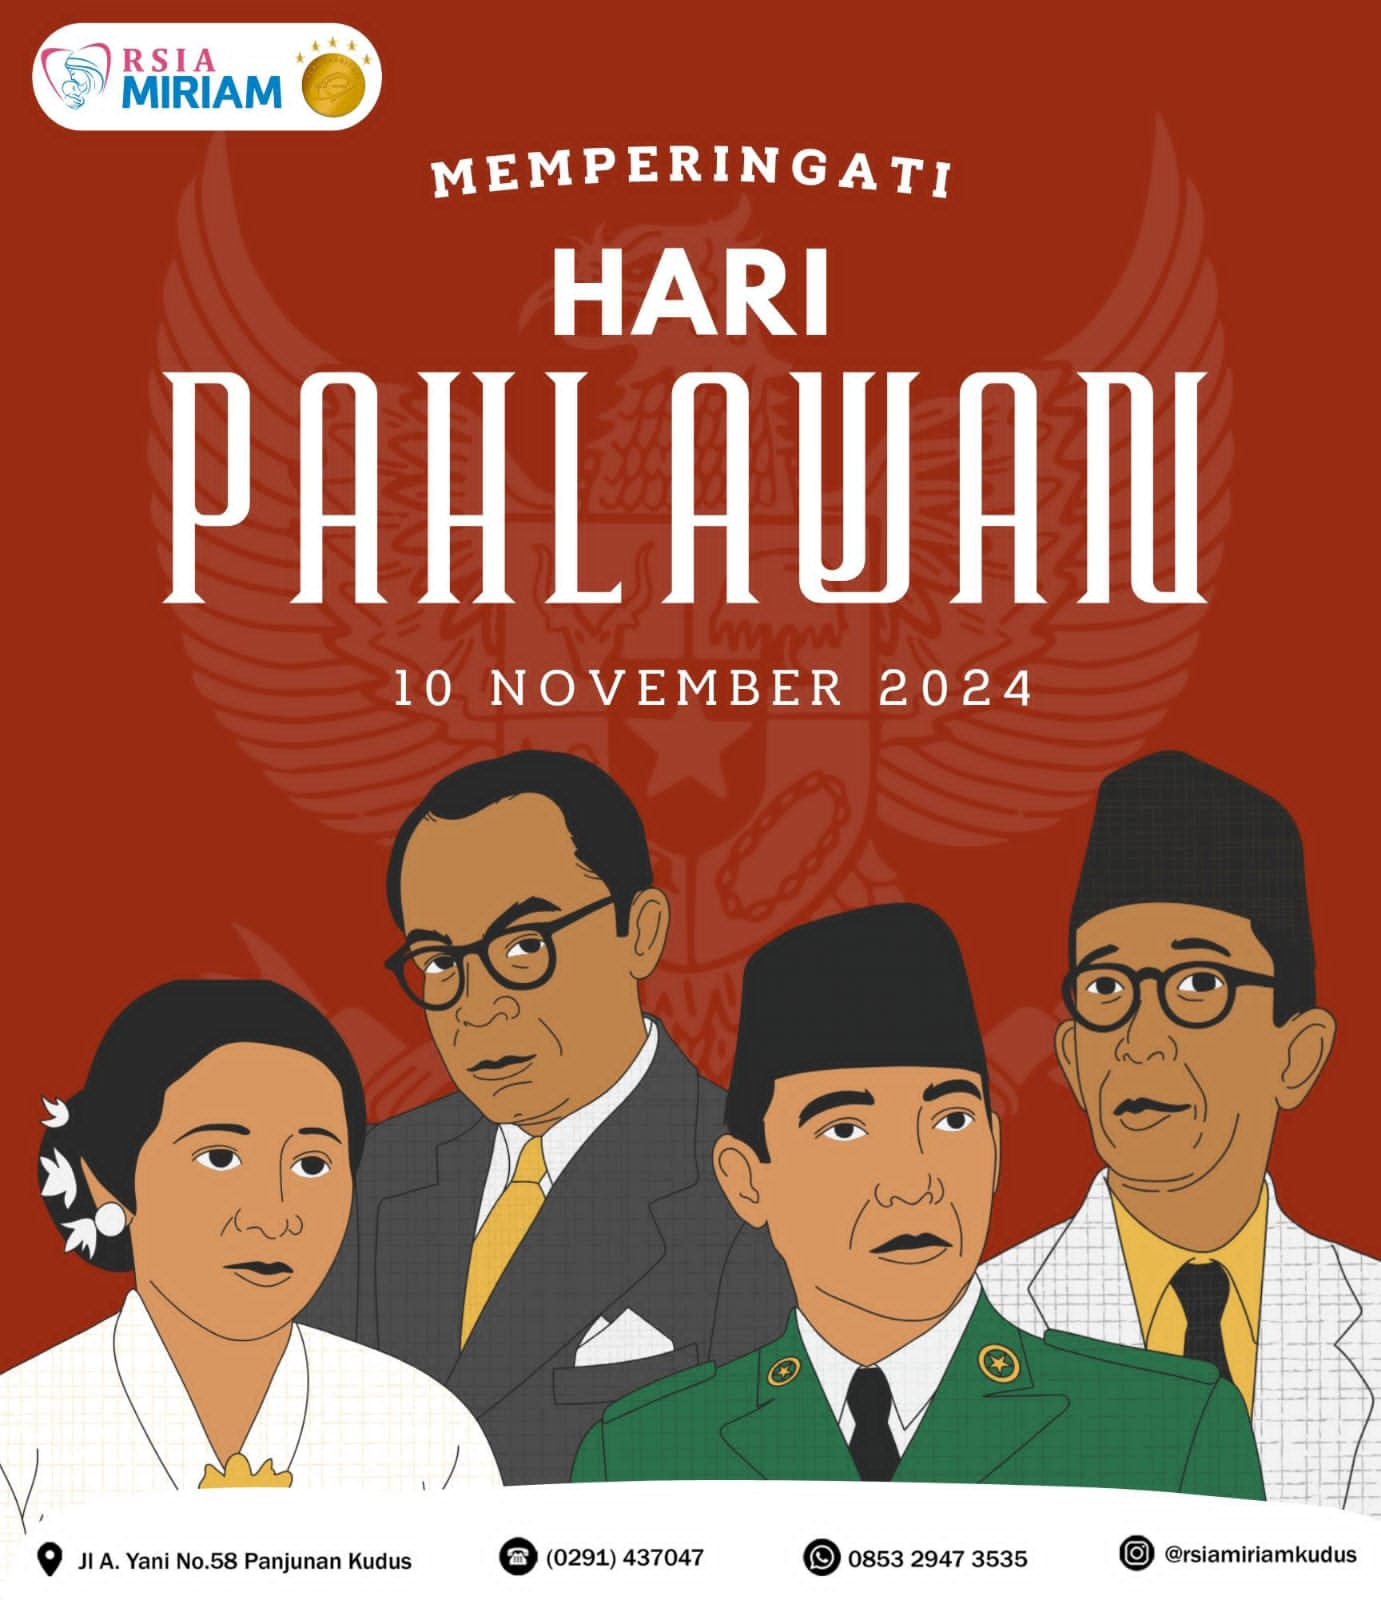 RSIA
MIRIAM
MEMPERINGATI
HARI
PAHLAWAN
10 NOVEMBER 2024
Jl A. Yani No.58 Panjunan Kudus
(0291) 437047
0853 2947 3535
@rsiamiriamkudus